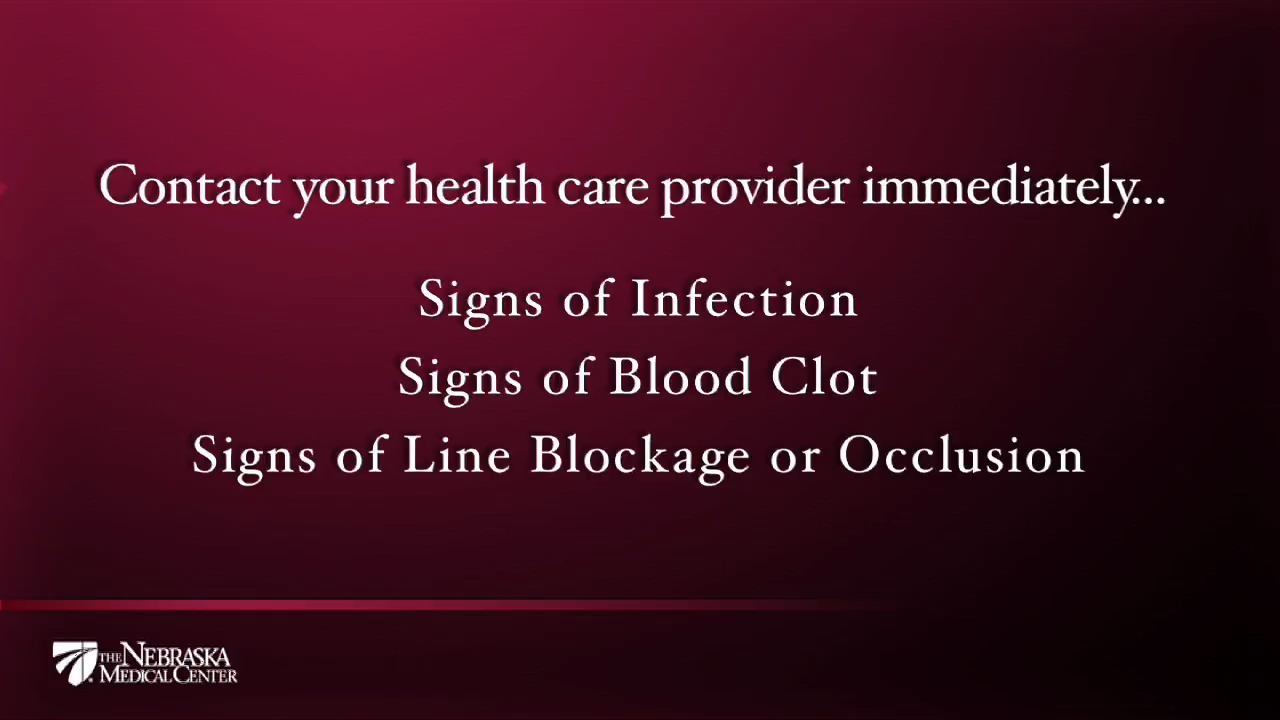 Contact your health care provider immediately...
Signs of Infection
Signs of Blood Clot
Signs of Line Blockage or Occlusion
THE NEBRASKA
MEDICAL CENTER